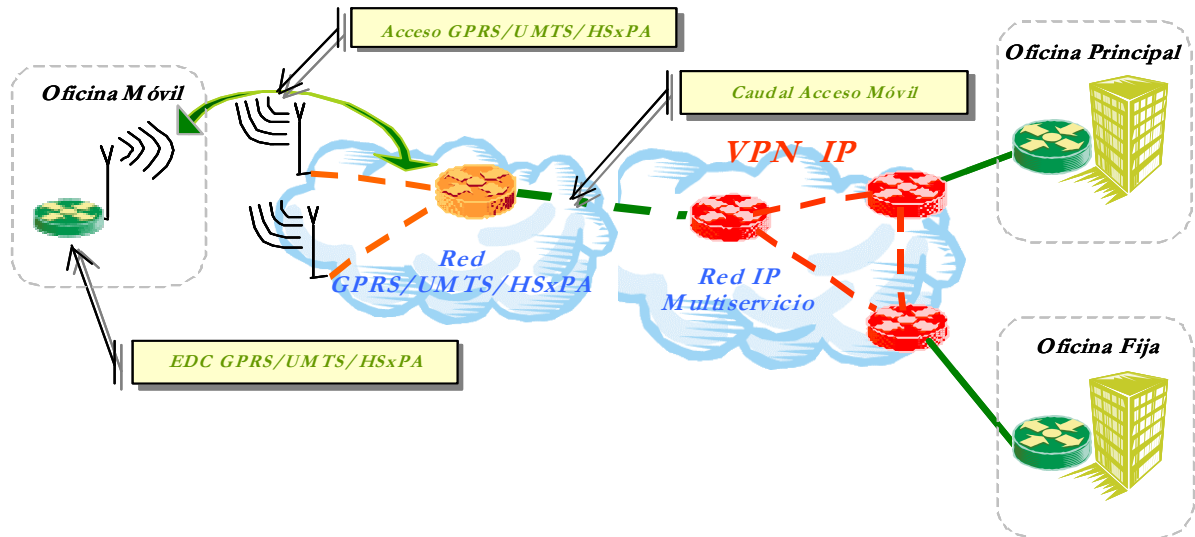 Acceso GPRS/UMTS/HSxPA
Oficina Principal
Oficina Móvil
Caudal Acceso Móvil
VPN IP
Red
GPRS/UMTS/HSxPA
Red IP
Multiservicio
Oficina Fija
EDC GPRS/UMTS/HSxPA